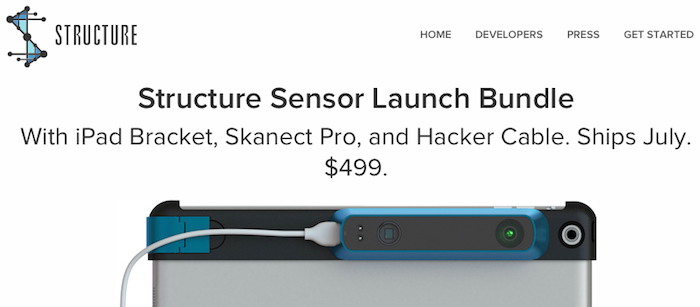 STRUCTURE
HOME DEVELOPERS PRESS GET STARTED
Structure Sensor Launch Bundle
With iPad Bracket, Skanect Pro, and Hacker Cable. Ships July.
$499.